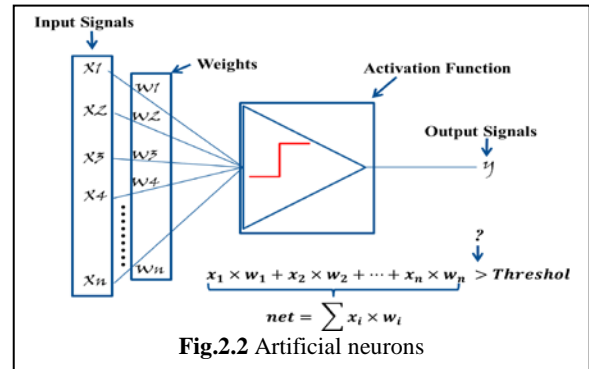 Input Signals
Weights
Activation Function
Output Signals
x1
x2
x3
x4
xn
w1
w2
w3
w4
wn
y
?
x₁ × w₁ + x₂ × w₂ + ⋯ + xₙ × wₙ > Threshol
net = ∑ xᵢ × wᵢ
Fig.2.2 Artificial neurons